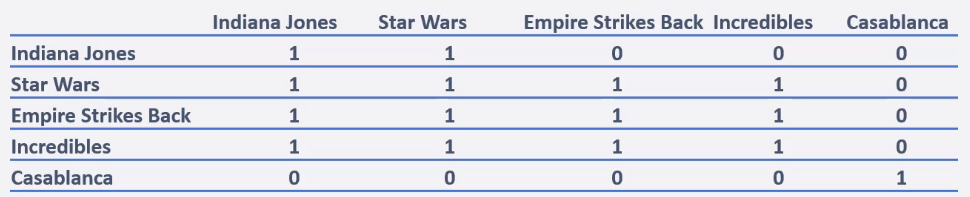 Indiana Jones Star Wars Empire Strikes Back Incredibles Casablanca
Indiana Jones 1 1 0 0 0
Star Wars 1 1 1 1 0
Empire Strikes Back 1 1 1 1 0
Incredibles 1 1 1 1 0
Casablanca 0 0 0 0 1